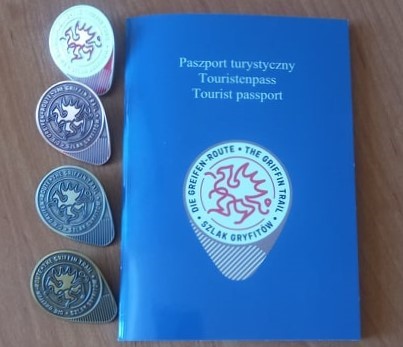 Paszport turystyczny
Touristenpass
Tourist passport
DIE GREIFEN-ROUTE • THE GRIFFIN TRAIL • SZLAK GRYFITÓW •